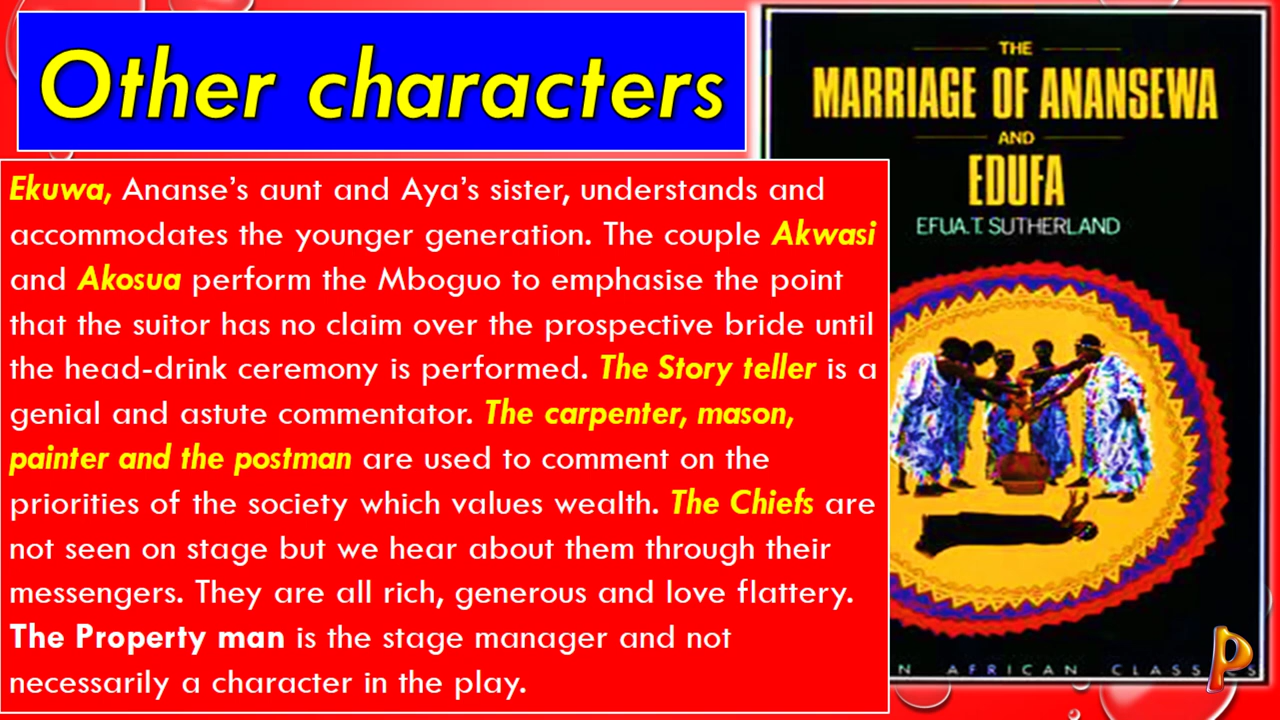 Other characters
Ekuwa, Ananse’s aunt and Aya’s sister, understands and
accommodates the younger generation. The couple Akwasi
and Akosua perform the Mboguo to emphasise the point
that the suitor has no claim over the prospective bride until
the head-drink ceremony is performed. The Story teller is a
genial and astute commentator. The carpenter, mason,
painter and the postman are used to comment on the
priorities of the society which values wealth. The Chiefs are
not seen on stage but we hear about them through their
messengers. They are all rich, generous and love flattery.
The Property man is the stage manager and not
necessarily a character in the play.
THE
MARRIAGE OF ANANSEWA
AND
EDUFA
EFUA.T. SUTHERLAND
N AFRICAN CLASS
P